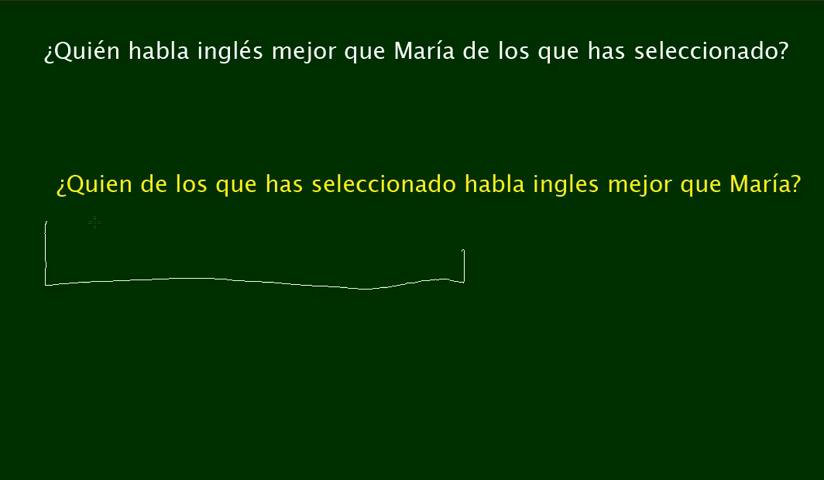 ¿Quién habla inglés mejor que María de los que has seleccionado?
¿Quien de los que has seleccionado habla ingles mejor que María?